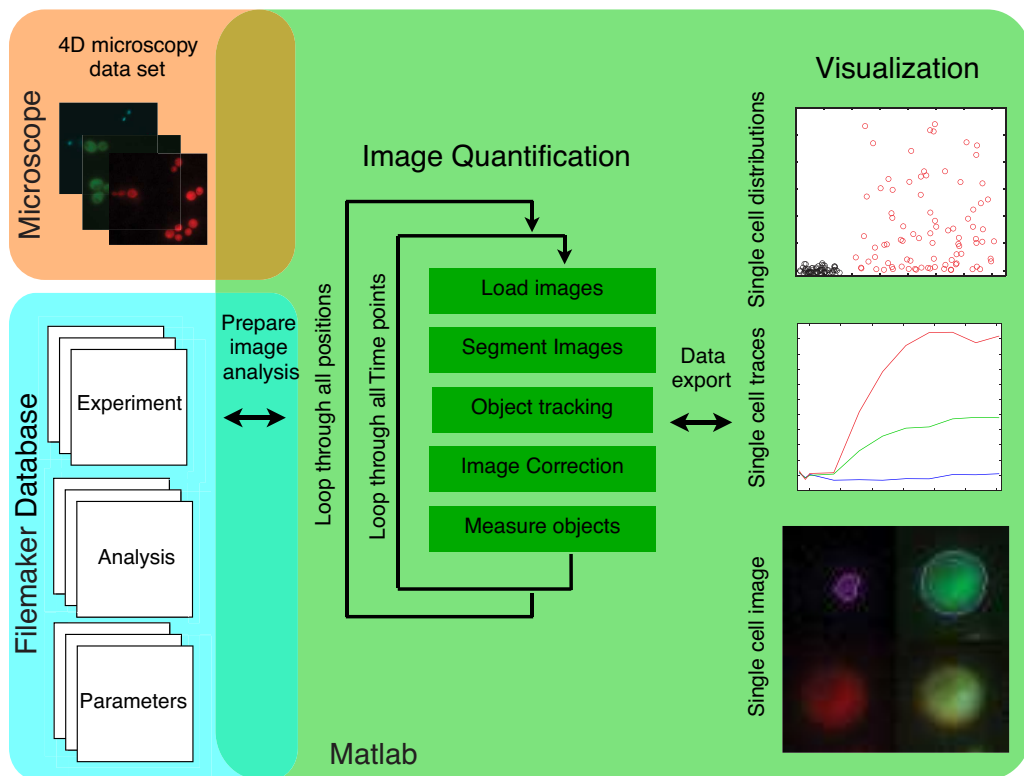 4D microscopy
data set
Microscope
Filemaker Database
Experiment
Analysis
Parameters
Prepare
image
analysis
Image Quantification
Loop through all positions
Loop through all Time points
Load images
Segment Images
Object tracking
Image Correction
Measure objects
Data
export
Visualization
Single cell distributions
Single cell traces
Single cell image
Matlab